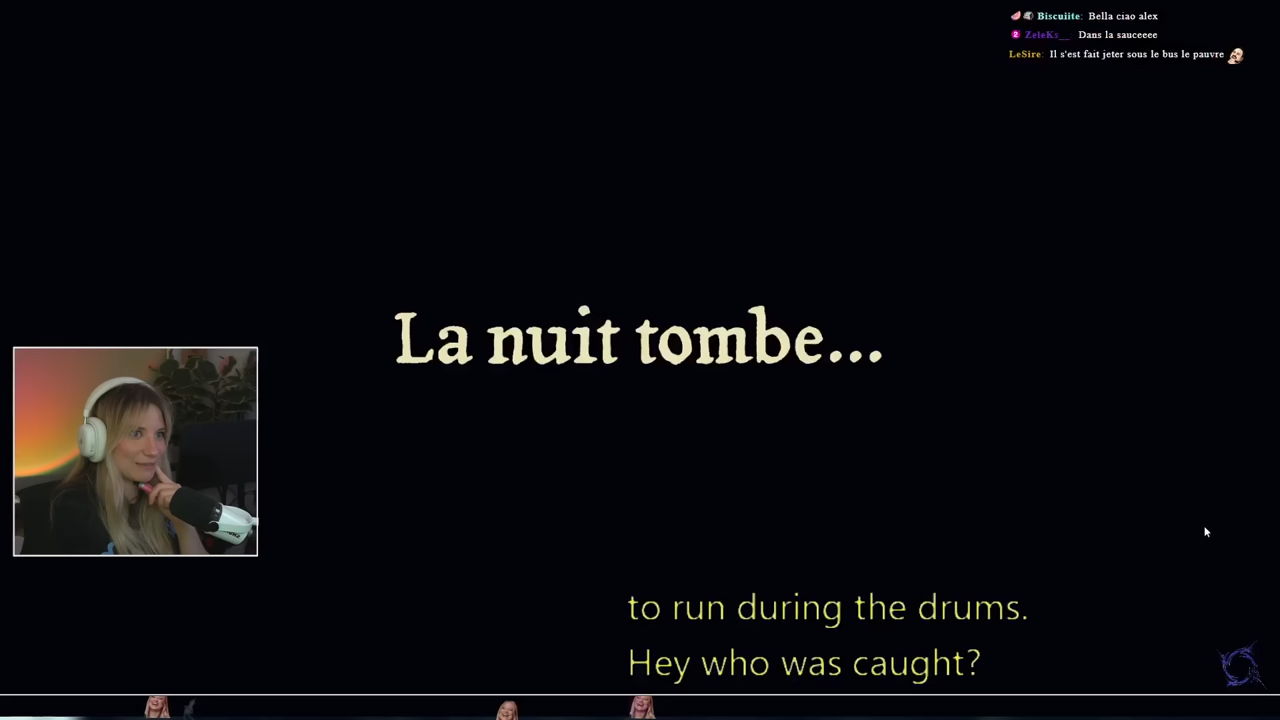 Biscuiite: Bella ciao alex
ZeleKs__ Dans la sauceeee
LeSire: Il s'est fait jeter sous le bus le pauvre
La nuit tombe...
to run during the drums.
Hey who was caught?